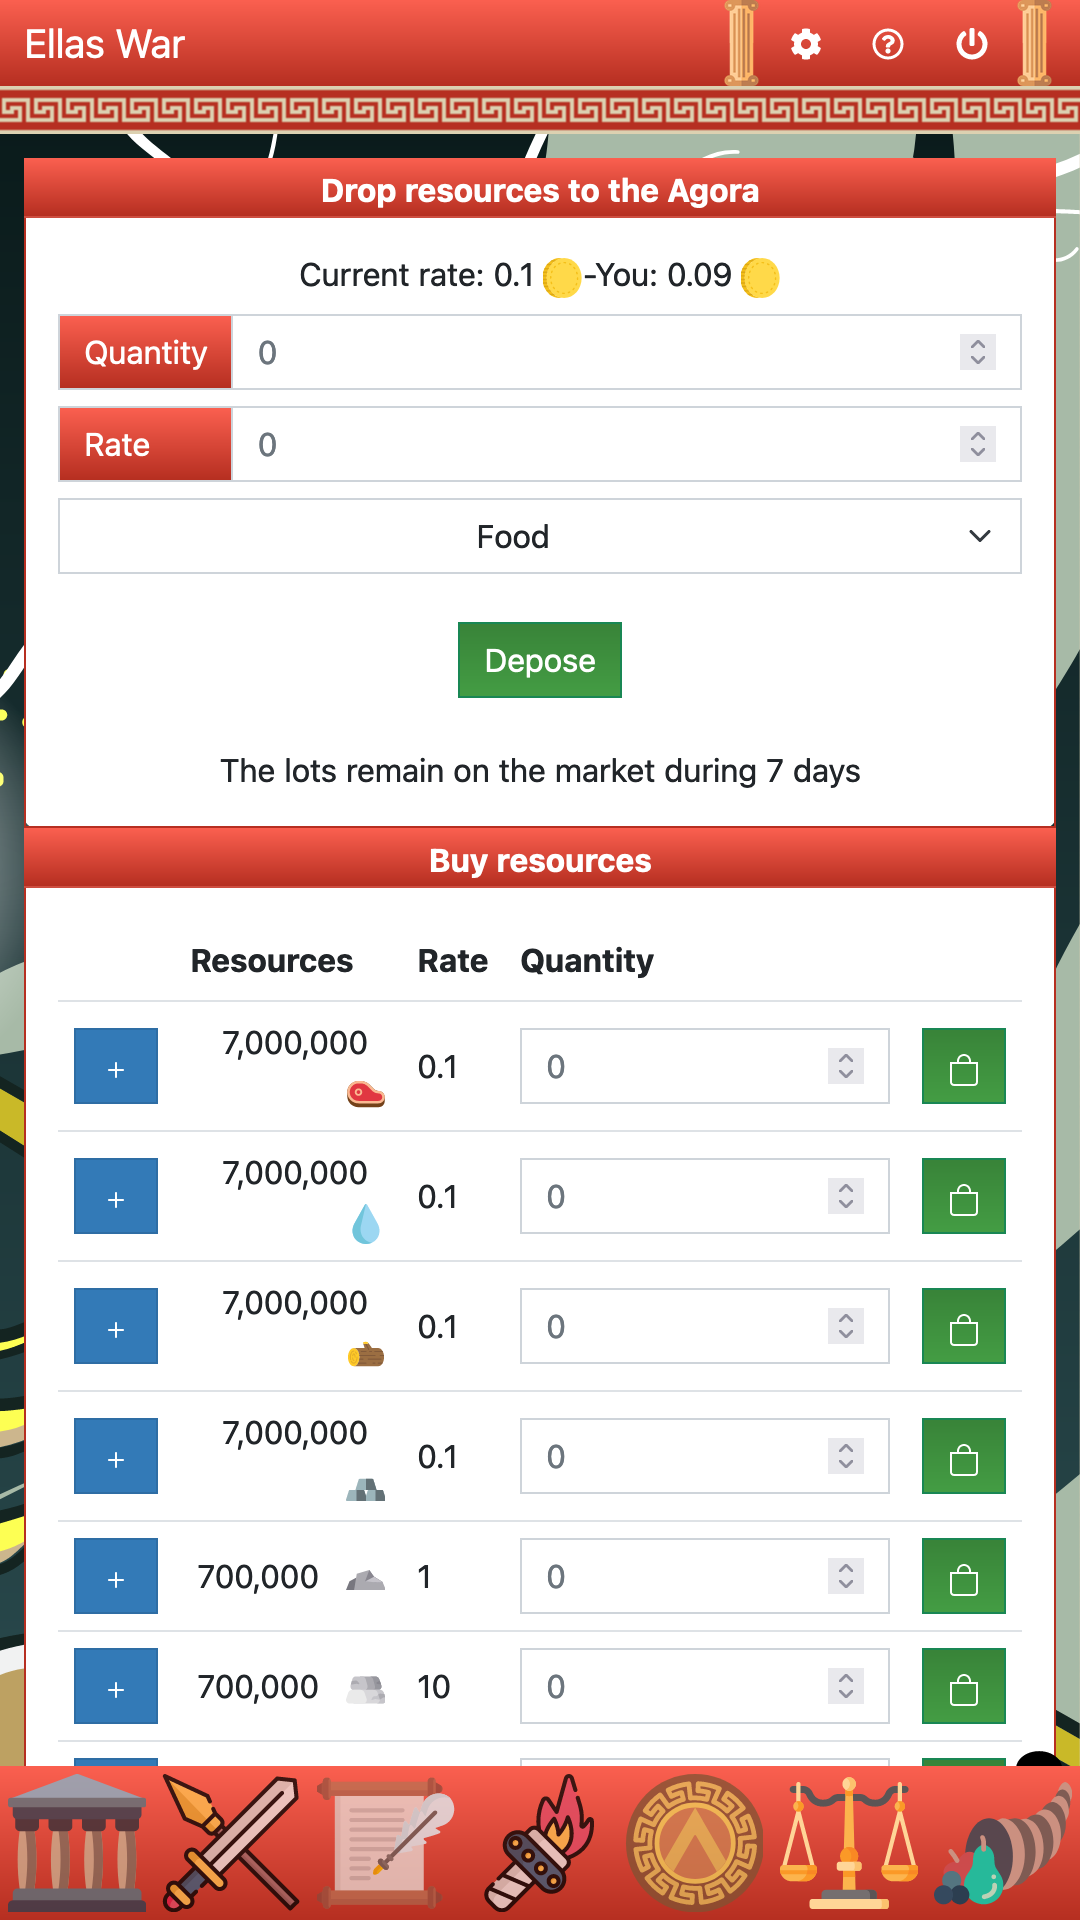 Ellas War
Drop resources to the Agora
Current rate: 0.1 -You: 0.09
Quantity 0
Rate 0
Food
Depose
The lots remain on the market during 7 days
Buy resources
Resources Rate Quantity
+ 7,000,000 0.1 0
+ 7,000,000 0.1 0
+ 7,000,000 0.1 0
+ 7,000,000 0.1 0
+ 700,000 1 0
+ 700,000 10 0